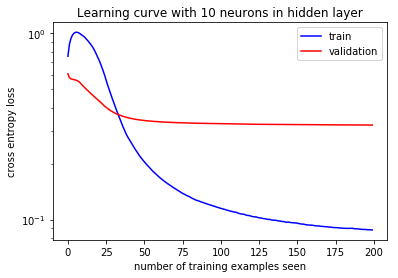 Learning curve with 10 neurons in hidden layer
train
validation
cross entropy loss
10⁰
10⁻¹
0 25 50 75 100 125 150 175 200
number of training examples seen